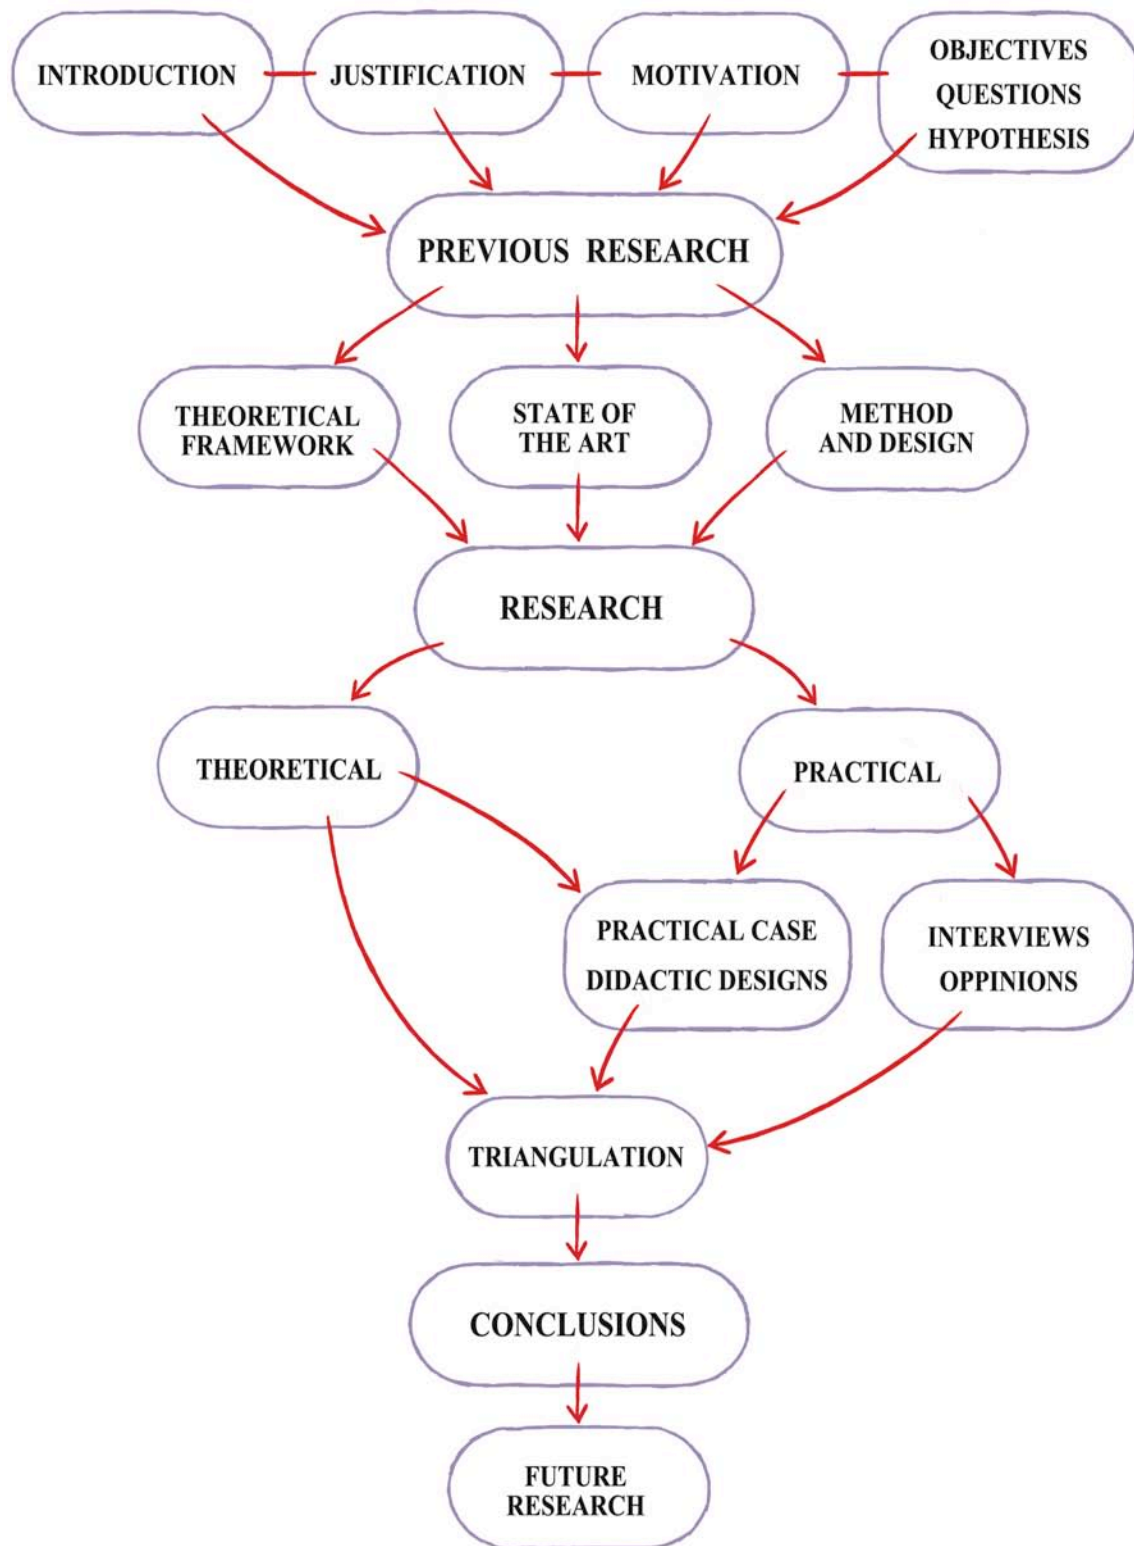 INTRODUCTION
JUSTIFICATION
MOTIVATION
OBJECTIVES
QUESTIONS
HYPOTHESIS
PREVIOUS RESEARCH
THEORETICAL
FRAMEWORK
STATE OF
THE ART
METHOD
AND DESIGN
RESEARCH
THEORETICAL
PRACTICAL
PRACTICAL CASE
DIDACTIC DESIGNS
INTERVIEWS
OPPINIONS
TRIANGULATION
CONCLUSIONS
FUTURE
RESEARCH